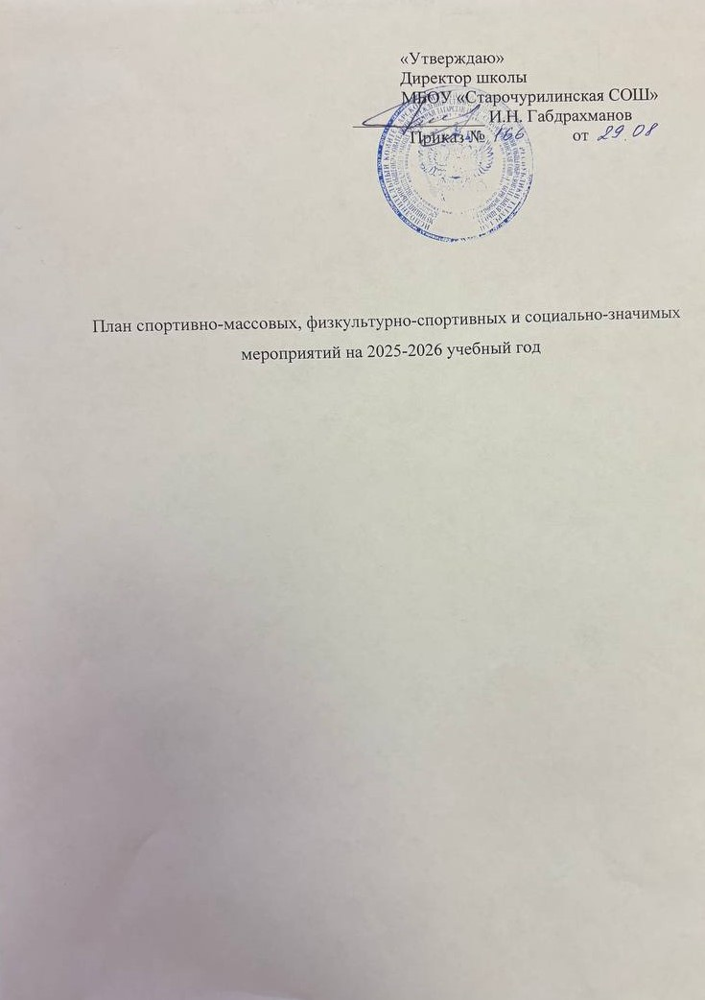 «Утверждаю»
Директор школы
МБОУ «Старочурилинская СОШ»
И.Н. Габдрахманов
Приказ № 166 от 29.08
План спортивно-массовых, физкультурно-спортивных и социально-значимых
мероприятий на 2025-2026 учебный год